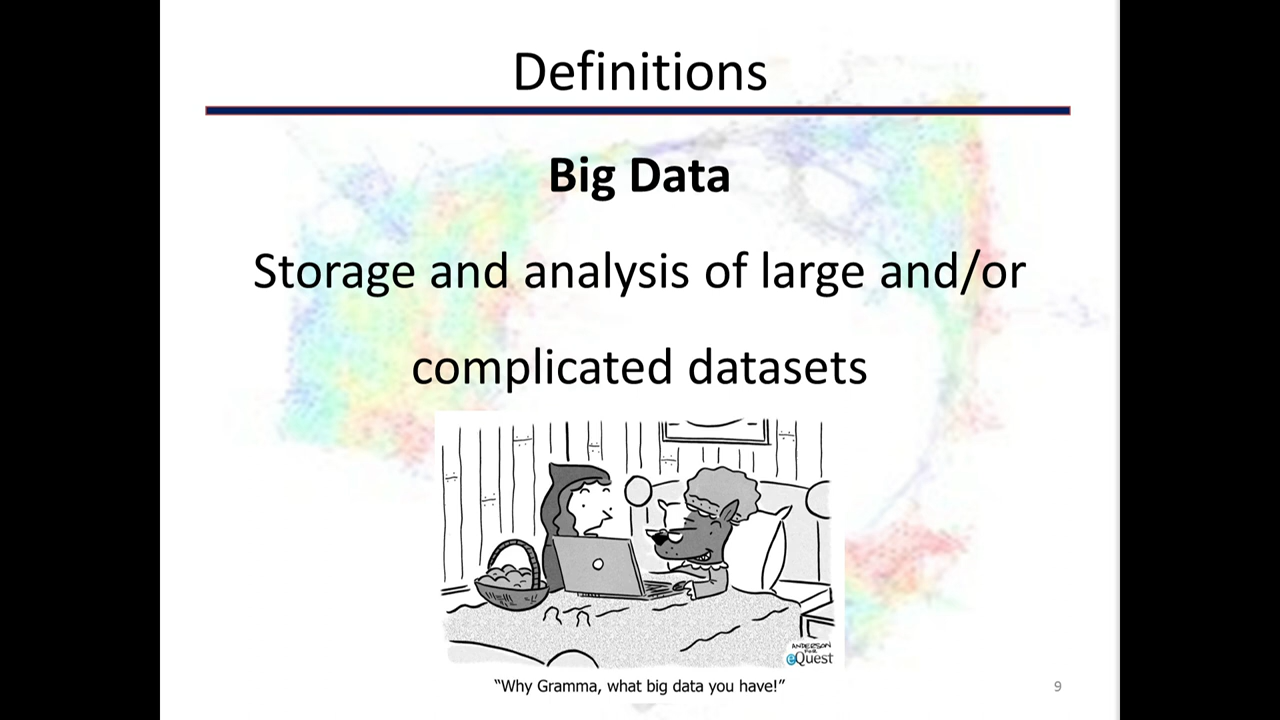 Definitions
Big Data
Storage and analysis of large and/or
complicated datasets
ANDERSON
FOR
eQuest
“Why Gramma, what big data you have!”
9